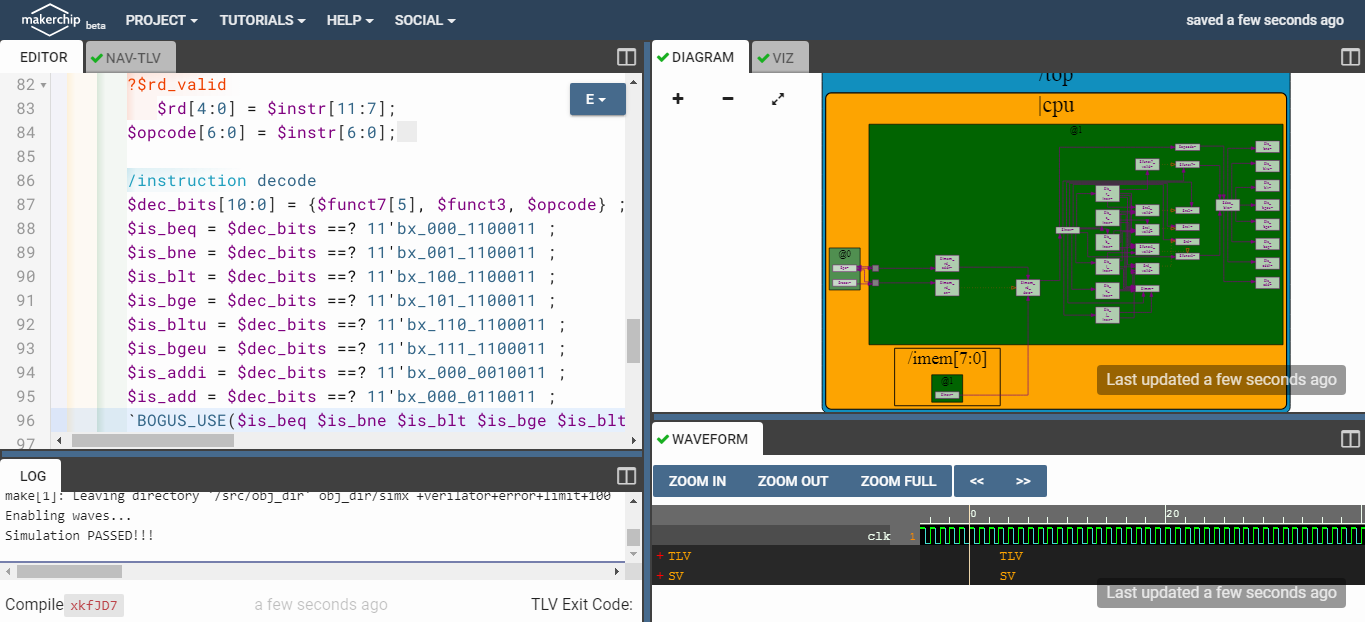 makerchip beta PROJECT TUTORIALS HELP SOCIAL saved a few seconds ago
EDITOR NAV-TLV
82 ?$rd_valid
83 $rd[4:0] = $instr[11:7];
84 $opcode[6:0] = $instr[6:0];
85
86 /instruction decode
87 $dec_bits[10:0] = {$funct7[5], $funct3, $opcode} ;
88 $is_beq = $dec_bits ==? 11'bx_000_1100011 ;
89 $is_bne = $dec_bits ==? 11'bx_001_1100011 ;
90 $is_blt = $dec_bits ==? 11'bx_100_1100011 ;
91 $is_bge = $dec_bits ==? 11'bx_101_1100011 ;
92 $is_bltu = $dec_bits ==? 11'bx_110_1100011 ;
93 $is_bgeu = $dec_bits ==? 11'bx_111_1100011 ;
94 $is_addi = $dec_bits ==? 11'bx_000_0010011 ;
95 $is_add = $dec_bits ==? 11'bx_000_0110011 ;
96 `BOGUS_USE($is_beq $is_bne $is_blt $is_bge $is_blt
97
E
LOG
make[1]: Leaving directory '/src/obj_dir' obj_dir/simx +verilator+error+limit+100
Enabling waves...
Simulation PASSED!!!
Compile xkfJD7 a few seconds ago TLV Exit Code:
DIAGRAM VIZ
/top
|cpu
@1
@0
/imem[7:0]
@1
Last updated a few seconds ago
WAVEFORM
ZOOM IN ZOOM OUT ZOOM FULL << >>
0 20
clk 1
+ TLV TLV
+ SV SV
Last updated a few seconds ago